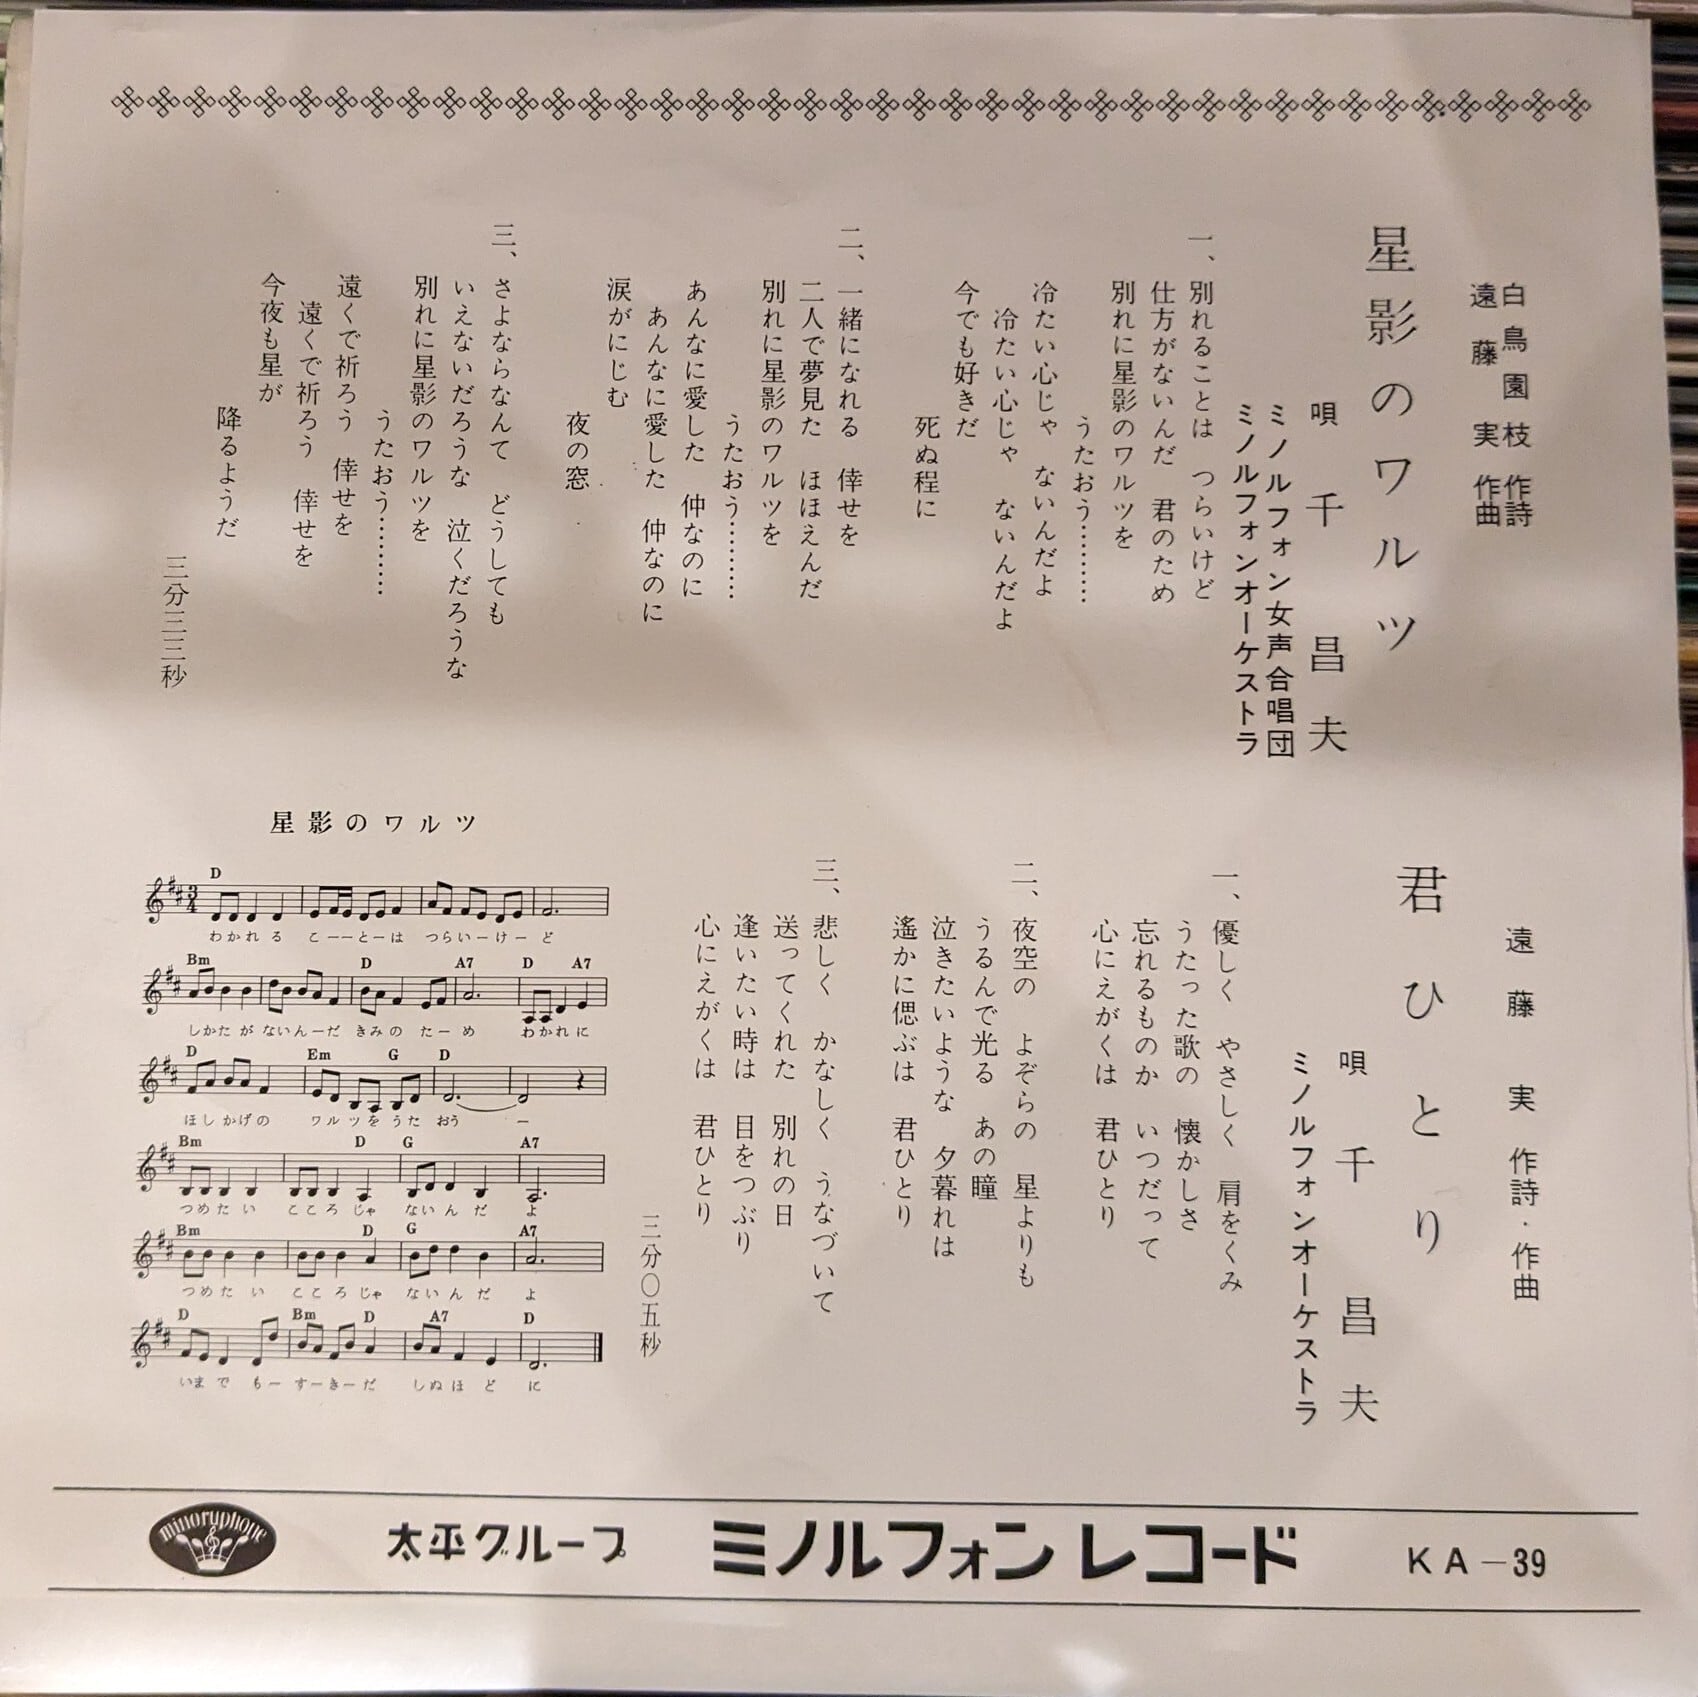 白鳥園枝 作詩
遠藤 実 作曲
星影のワルツ
唄 千昌夫
ミノルフォン女声合唱団
ミノルフォンオーケストラ
一、別れることは つらいけど
仕方がないんだ 君のため
別れに星影のワルツを
うたおう………
冷たい心じゃ ないんだよ
冷たい心じゃ ないんだよ
今でも好きだ
死ぬ程に
二、一緒になれる 倖せを
二人で夢見た ほほえんだ
別れに星影のワルツを
うたおう………
あんなに愛した 仲なのに
あんなに愛した 仲なのに
涙がにじむ
夜の窓
三、さよならなんて どうしても
いえないだろうな 泣くだろうな
別れに星影のワルツを
うたおう………
遠くで祈ろう 倖せを
遠くで祈ろう 倖せを
今夜も星が
降るようだ
三分三三秒
遠藤 実 作詩・作曲
君ひとり
唄 千昌夫
ミノルフォンオーケストラ
一、優しく やさしく 肩をくみ
うたった歌の 懐かしさ
忘れるものか いつだって
心にえがくは 君ひとり
二、夜空の よぞらの 星よりも
うるんで光る あの瞳
泣きたいような 夕暮れは
遙かに偲ぶは 君ひとり
三、悲しく かなしく うなづいて
送ってくれた 別れの日
逢いたい時は 目をつぶり
心にえがくは 君ひとり
三分〇五秒
星影のワルツ
D
わかれる こーーとーは つらいーけーど
Bm D A7 D A7
しかたが ないんーだ きみの たーめ わかれに
D Em G D
ほしかげの ワルツを うた おう ー
Bm D G A7
つめたい こころじゃ ないんだ よ
Bm D G A7
つめたい こころじゃ ないんだ よ
D Bm D A7 D
いまで もー すーきーだ しぬほど に
minoryphone 太平グループ ミノルフォンレコード KA-39